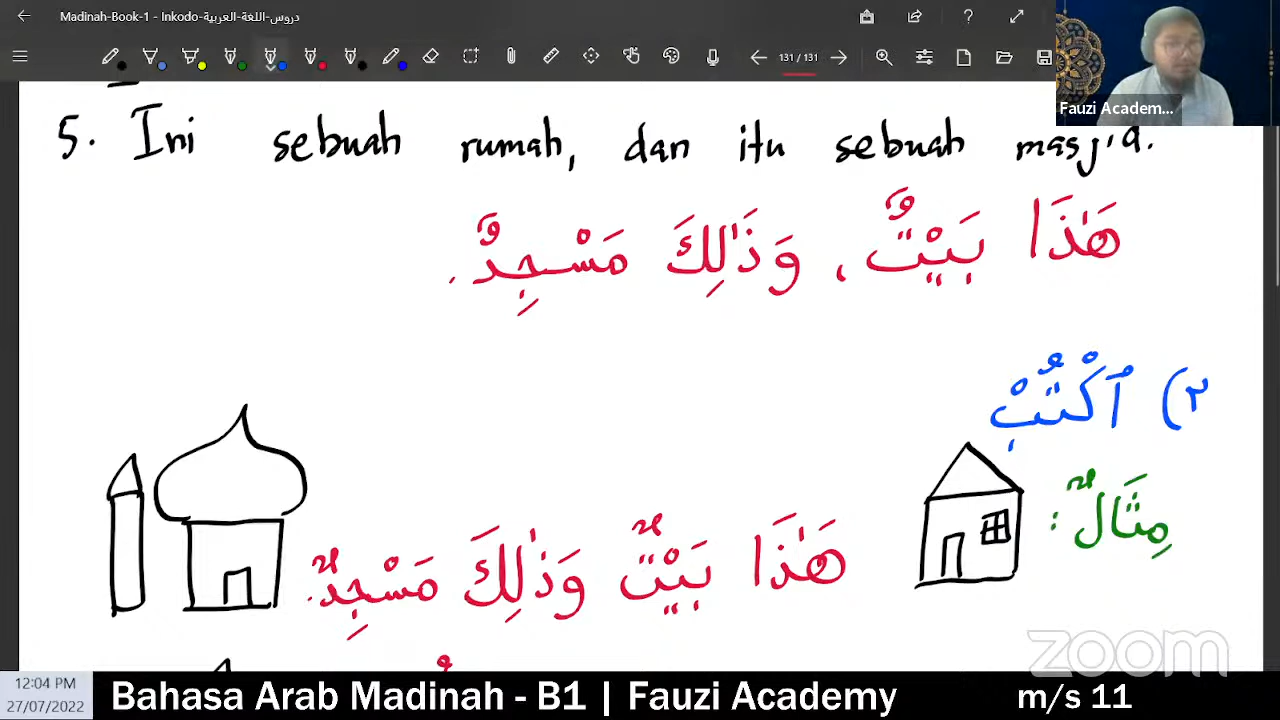 Madinah-Book-1 - Inkodo-دروس-اللغة-العربية
131 / 131
Fauzi Academ...
5. Ini sebuah rumah, dan itu sebuah masjid.
هَٰذَا بَيْتٌ، وَذَٰلِكَ مَسْجِدٌ.
٢) ٱكْتُبْ
مِثَالٌ :
هَٰذَا بَيْتٌ وَذَٰلِكَ مَسْجِدٌ.
zoom
12:04 PM
27/07/2022
Bahasa Arab Madinah - B1 | Fauzi Academy m/s 11